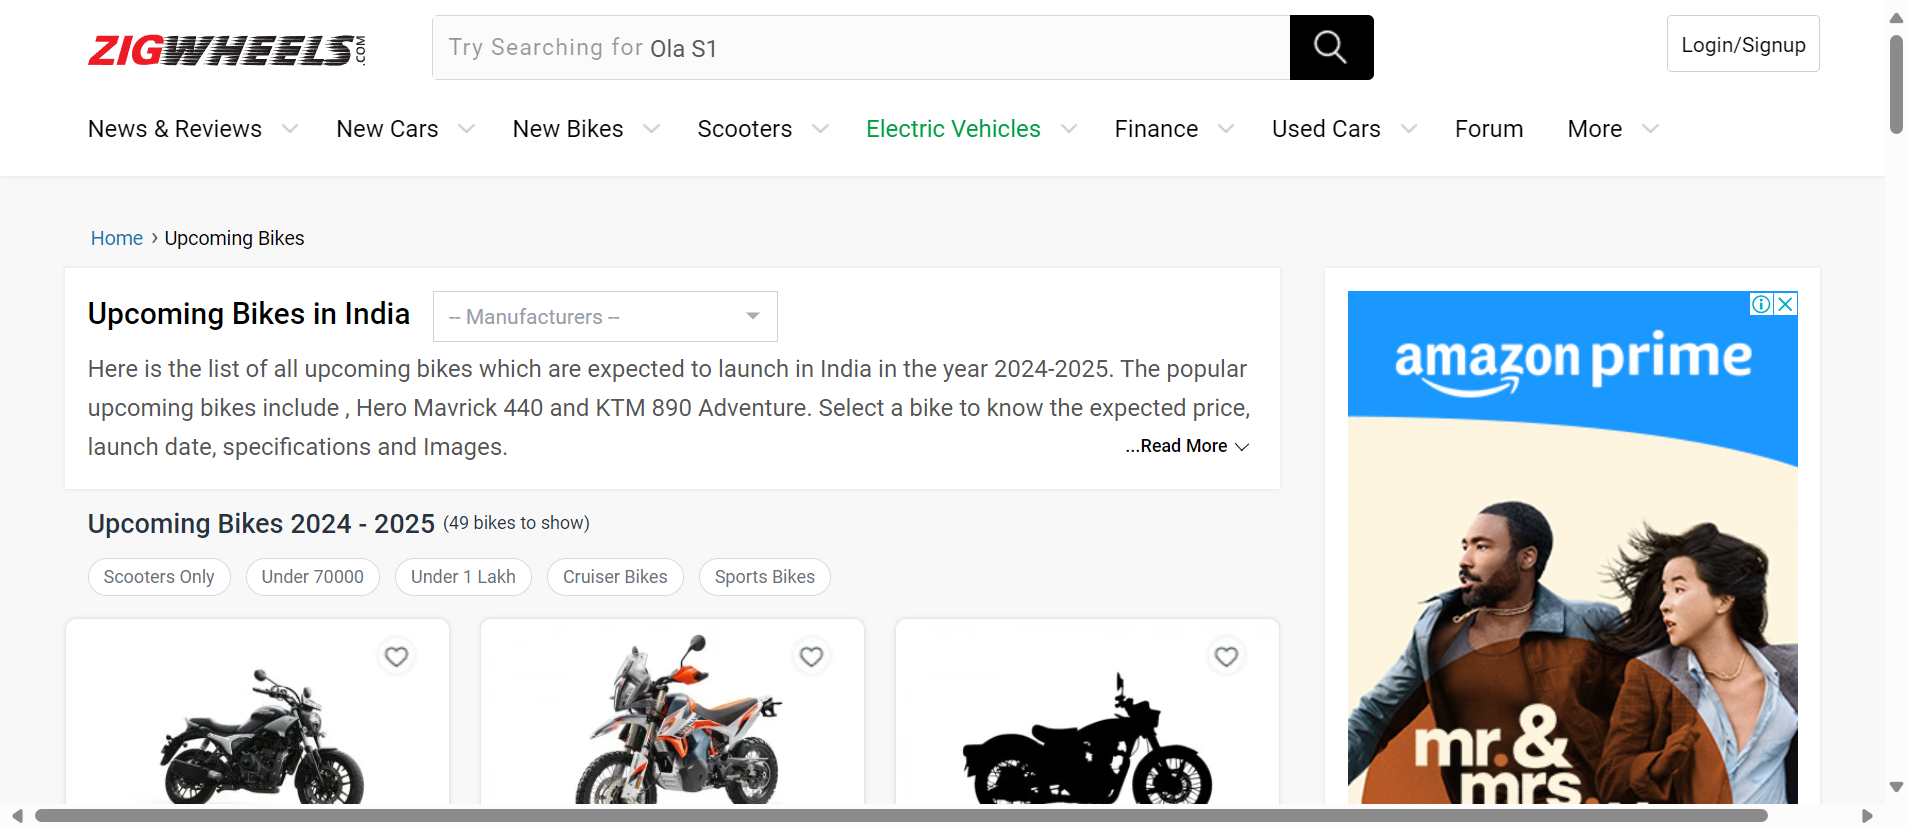 ZIGWHEELS.COM
Try Searching for Ola S1
Login/Signup
News & Reviews New Cars New Bikes Scooters Electric Vehicles Finance Used Cars Forum More
Home › Upcoming Bikes
Upcoming Bikes in India
-- Manufacturers --
Here is the list of all upcoming bikes which are expected to launch in India in the year 2024-2025. The popular
upcoming bikes include , Hero Mavrick 440 and KTM 890 Adventure. Select a bike to know the expected price,
launch date, specifications and Images.
...Read More
Upcoming Bikes 2024 - 2025 (49 bikes to show)
Scooters Only Under 70000 Under 1 Lakh Cruiser Bikes Sports Bikes
amazon prime
mr. &
mrs.